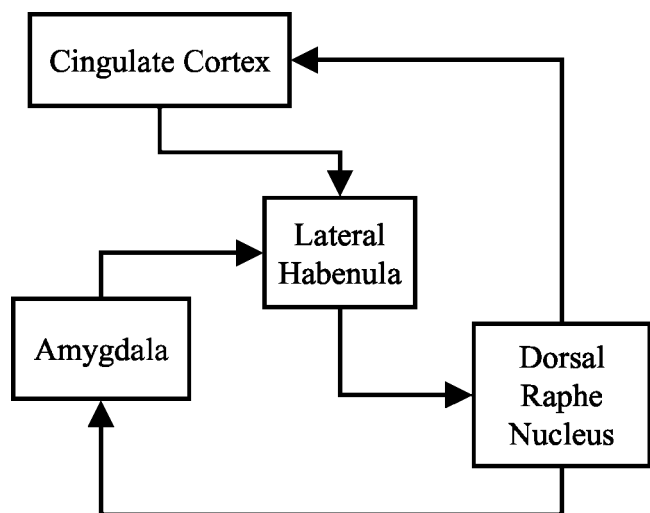 Cingulate Cortex
Lateral
Habenula
Amygdala
Dorsal
Raphe
Nucleus